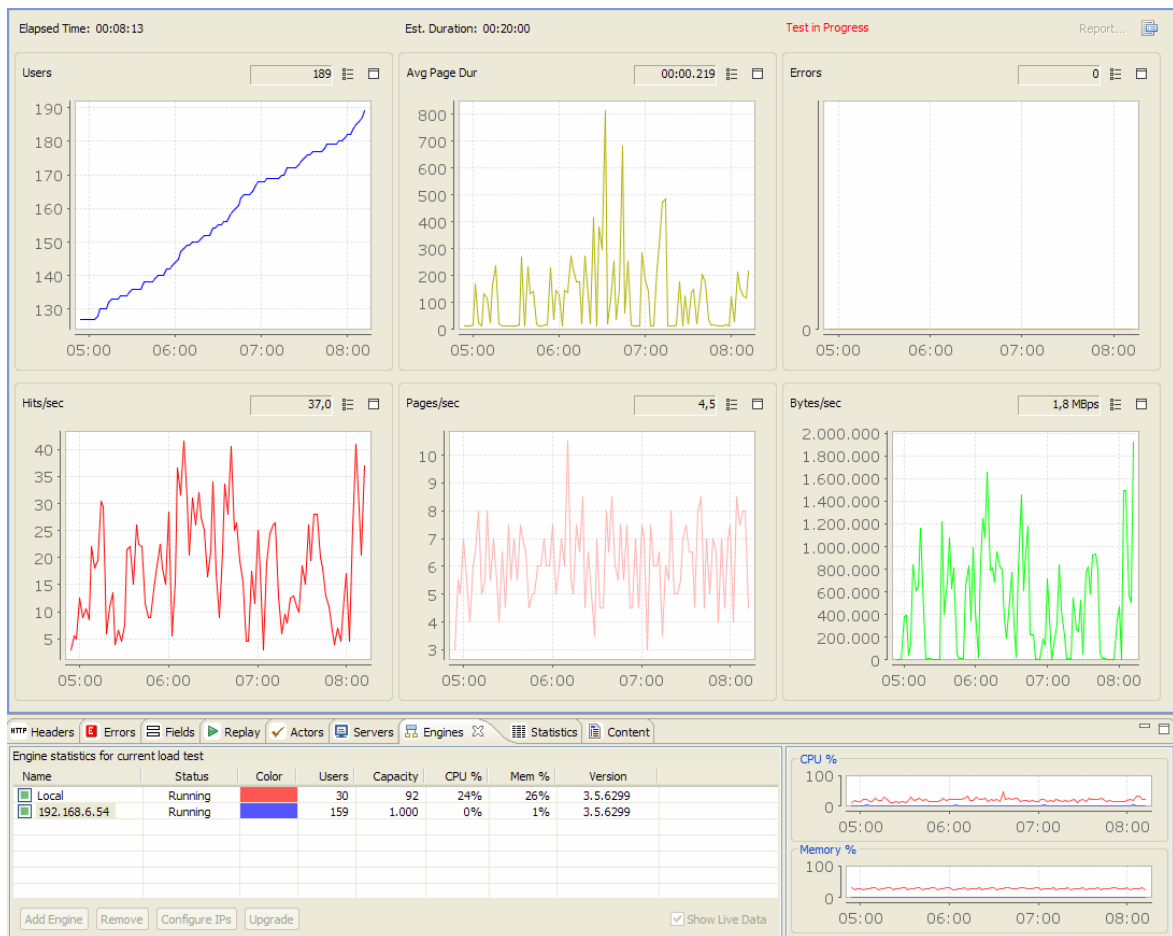 Elapsed Time: 00:08:13 Est. Duration: 00:20:00 Test in Progress Report...
Users 189
190
180
170
160
150
140
130
05:00 06:00 07:00 08:00
Avg Page Dur 00:00.219
800
700
600
500
400
300
200
100
0
05:00 06:00 07:00 08:00
Errors 0
0
05:00 06:00 07:00 08:00
Hits/sec 37,0
40
35
30
25
20
15
10
5
05:00 06:00 07:00 08:00
Pages/sec 4,5
10
9
8
7
6
5
4
3
05:00 06:00 07:00 08:00
Bytes/sec 1,8 MBps
2.000.000
1.800.000
1.600.000
1.400.000
1.200.000
1.000.000
800.000
600.000
400.000
200.000
0
05:00 06:00 07:00 08:00
HTTP Headers E Errors Fields Replay Actors Servers Engines Statistics Content
Engine statistics for current load test
Name Status Color Users Capacity CPU % Mem % Version
Local Running 30 92 24% 26% 3.5.6299
192.168.6.54 Running 159 1.000 0% 1% 3.5.6299
Add Engine Remove Configure IPs Upgrade Show Live Data
CPU %
100
0
05:00 06:00 07:00 08:00
Memory %
100
0
05:00 06:00 07:00 08:00